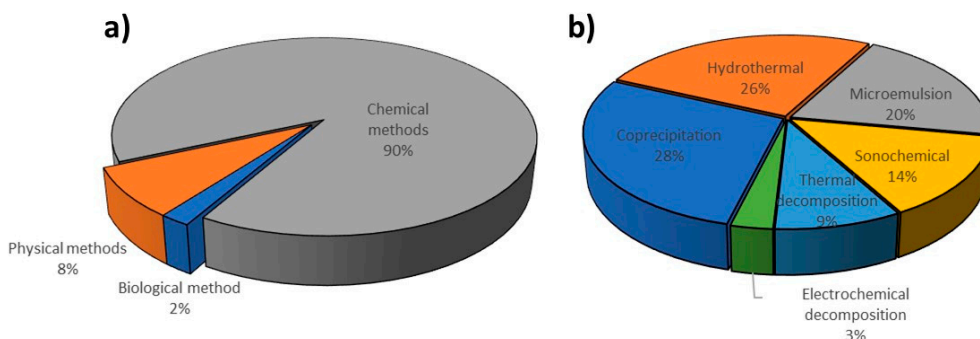 a)
Chemical
methods
90%
Physical methods
8%
Biological method
2%
b)
Hydrothermal
26%
Microemulsion
20%
Coprecipitation
28%
Sonochemical
14%
Thermal
decomposition
9%
Electrochemical
decomposition
3%